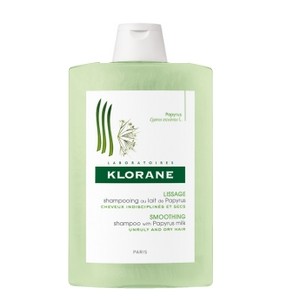 Papyrus
LABORATOIRES
KLORANE
LISSAGE
shampooing au lait de Papyrus
CHEVEUX INDISCIPLINÉS ET SECS
SMOOTHING
shampoo with Papyrus milk
UNRULY AND DRY HAIR
PARIS